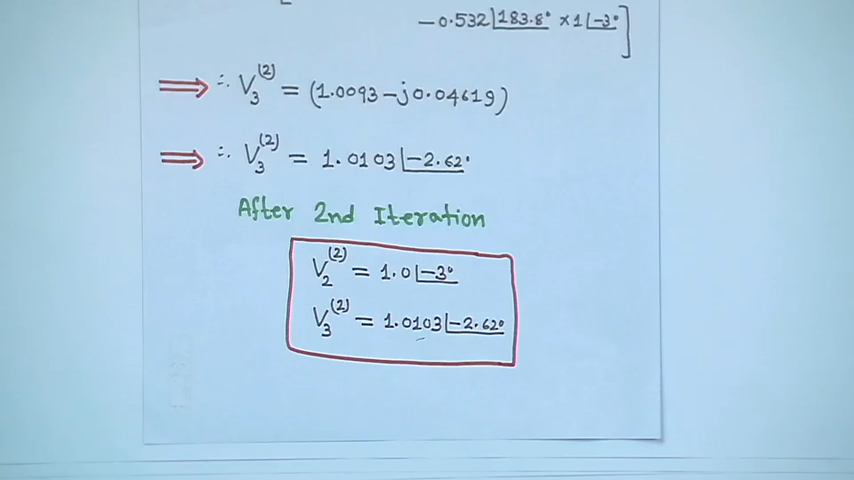 −0.532∠183.8° × 1∠−3°]
⇒ ∴ V₃⁽²⁾ = (1.0093 − j0.04619)
⇒ ∴ V₃⁽²⁾ = 1.0103∠−2.62°
After 2nd Iteration
V₂⁽²⁾ = 1.0∠−3°
V₃⁽²⁾ = 1.0103∠−2.62°